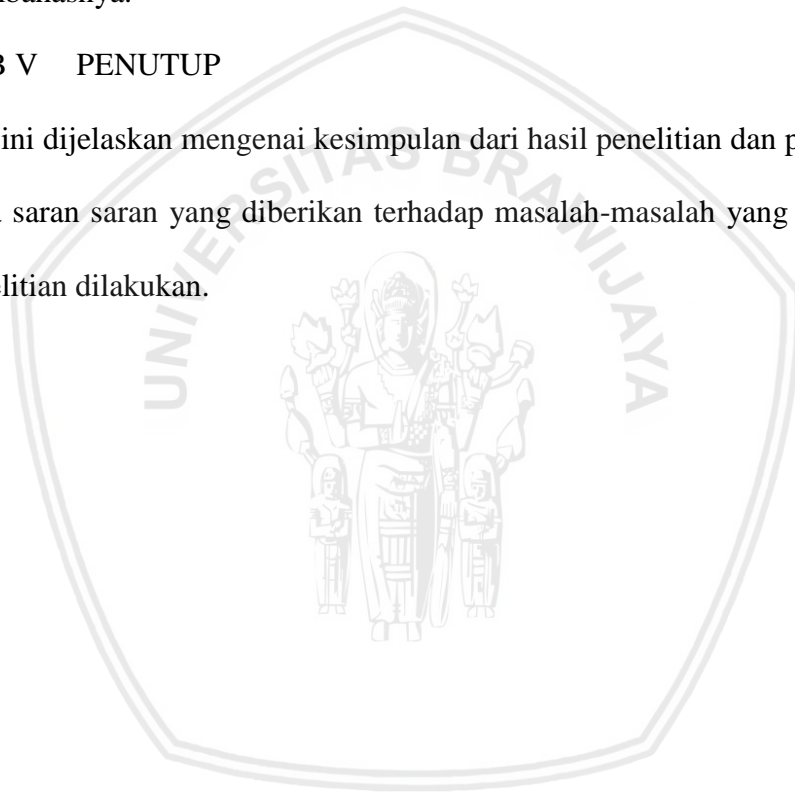 bahasnya.
B V PENUTUP
ini dijelaskan mengenai kesimpulan dari hasil penelitian dan p
saran saran yang diberikan terhadap masalah-masalah yang
elitian dilakukan.
UNIVERSITAS BRAWIJAYA